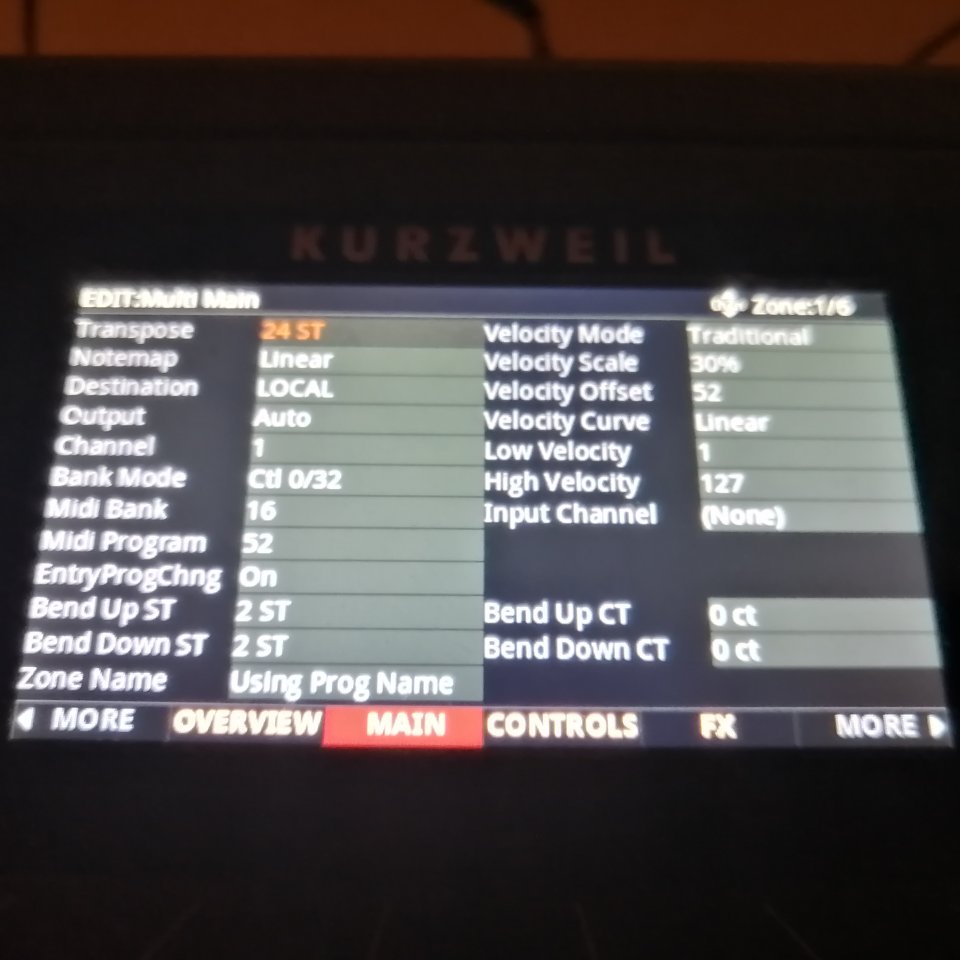 KURZWEIL
EDIT:Multi Main Zone:1/6
Transpose 24 ST Velocity Mode Traditional
Notemap Linear Velocity Scale 30%
Destination LOCAL Velocity Offset 52
Output Auto Velocity Curve Linear
Channel 1 Low Velocity 1
Bank Mode Ctl 0/32 High Velocity 127
Midi Bank 16 Input Channel (None)
Midi Program 52
EntryProgChng On
Bend Up ST 2 ST Bend Up CT 0 ct
Bend Down ST 2 ST Bend Down CT 0 ct
Zone Name Using Prog Name
MORE OVERVIEW MAIN CONTROLS FX MORE